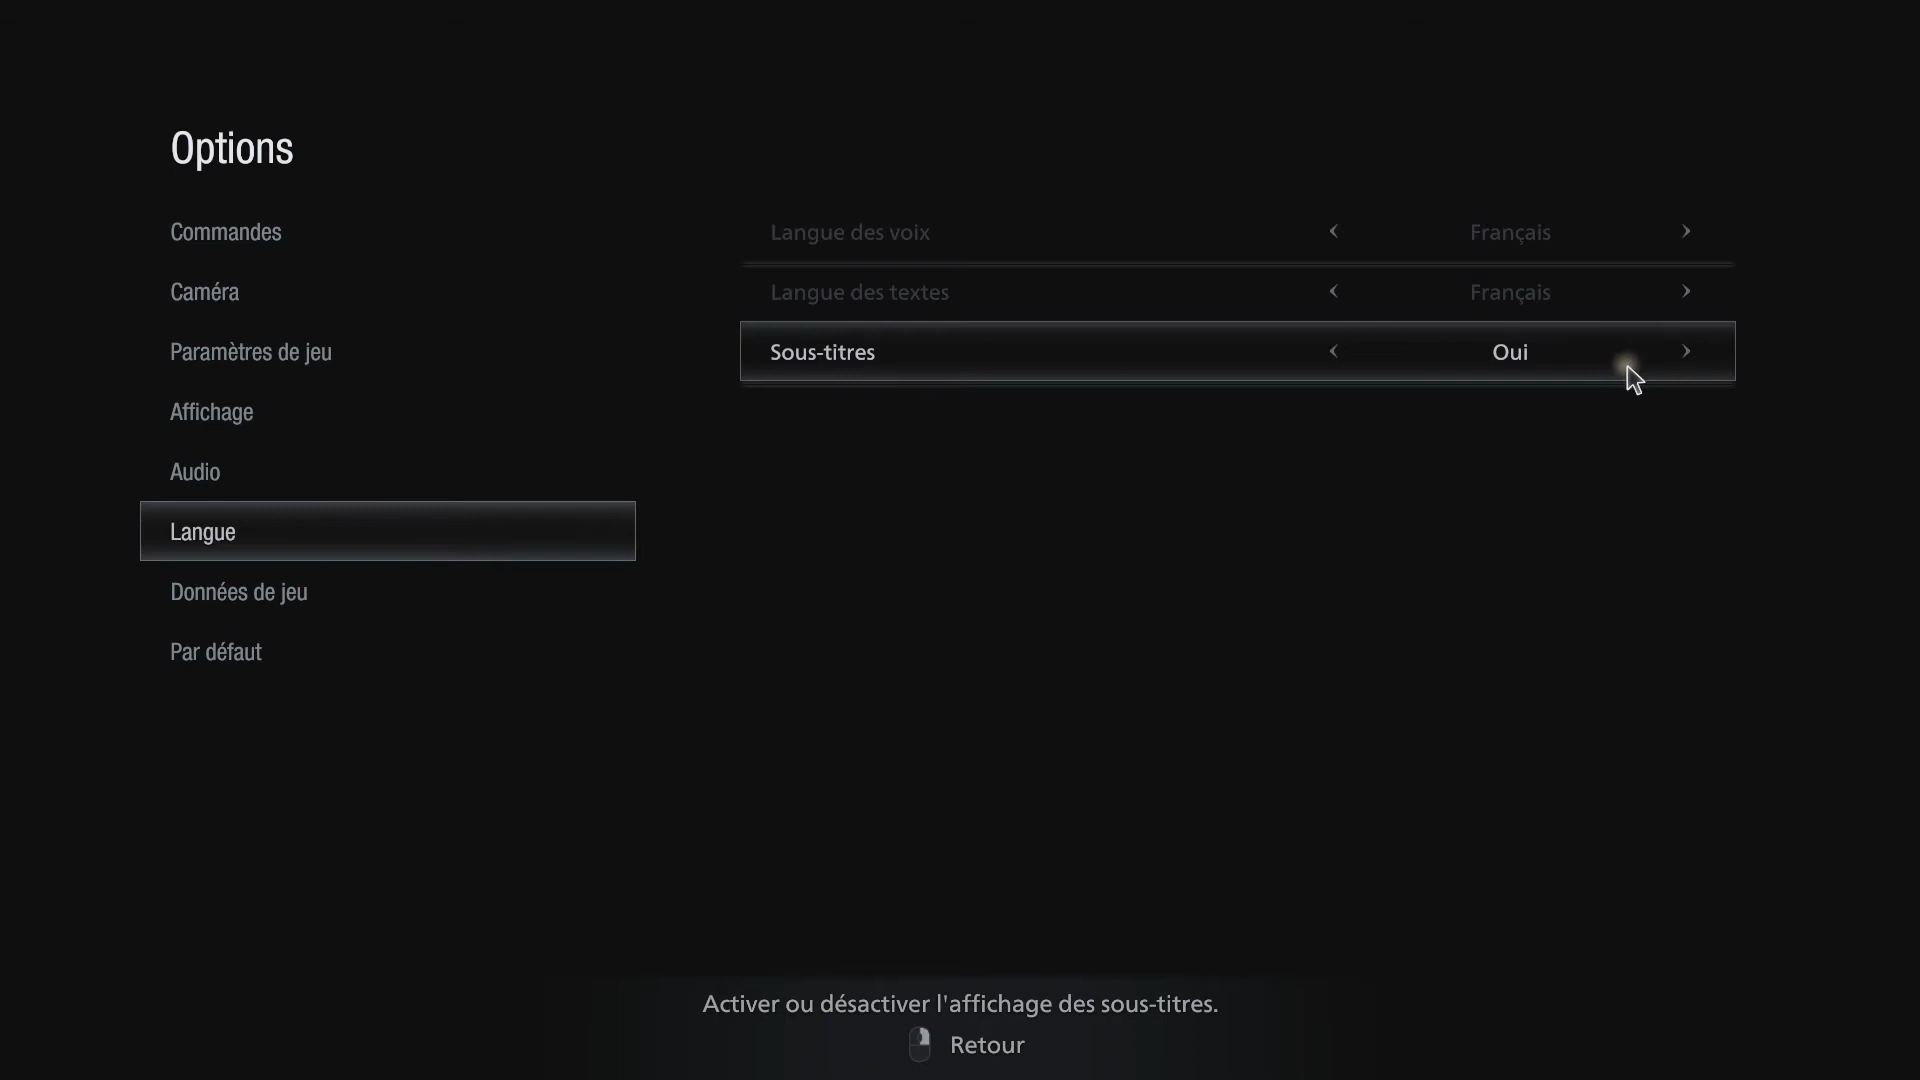 Options
Commandes
Caméra
Paramètres de jeu
Affichage
Audio
Langue
Données de jeu
Par défaut
Langue des voix Français
Langue des textes Français
Sous-titres Oui
Activer ou désactiver l'affichage des sous-titres.
Retour